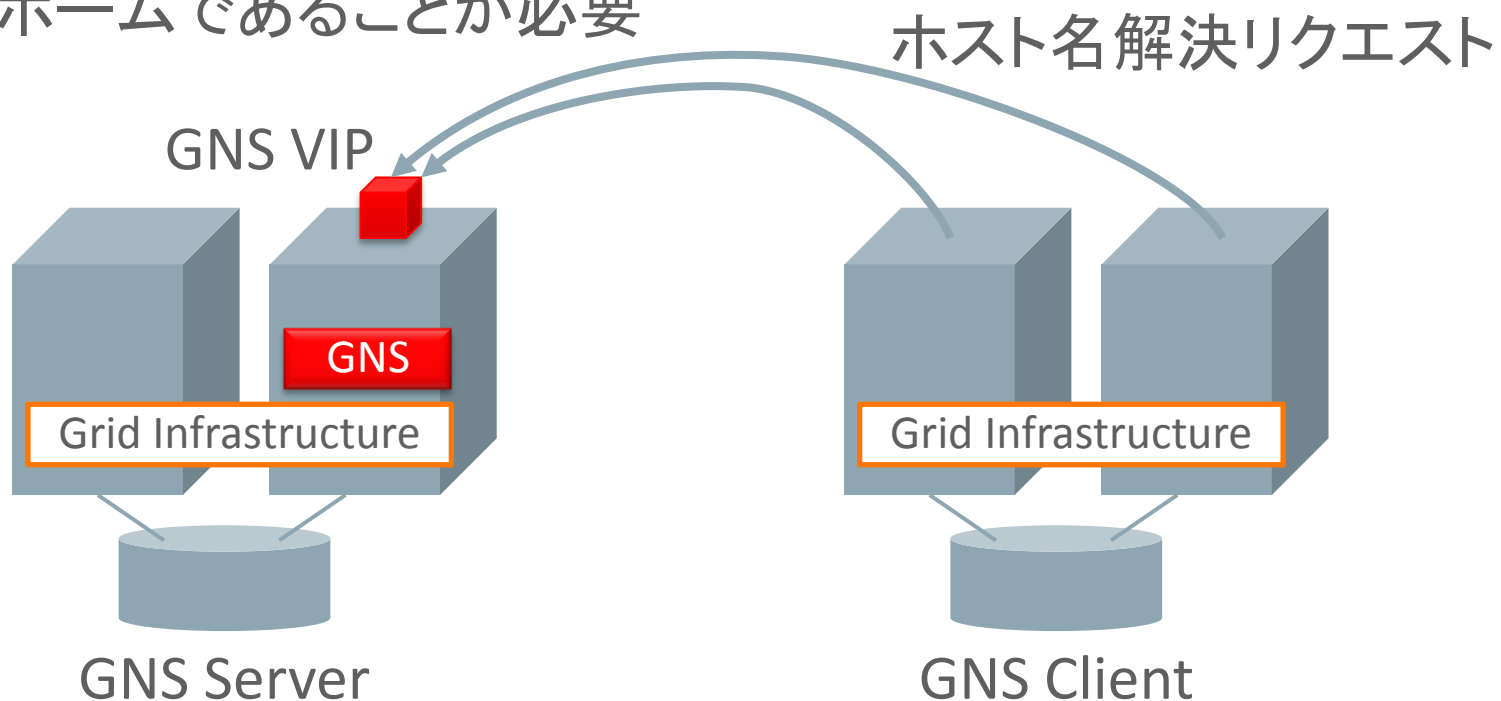 ホームであることが必要
ホスト名解決リクエスト
GNS VIP
GNS
Grid Infrastructure
Grid Infrastructure
GNS Server
GNS Client